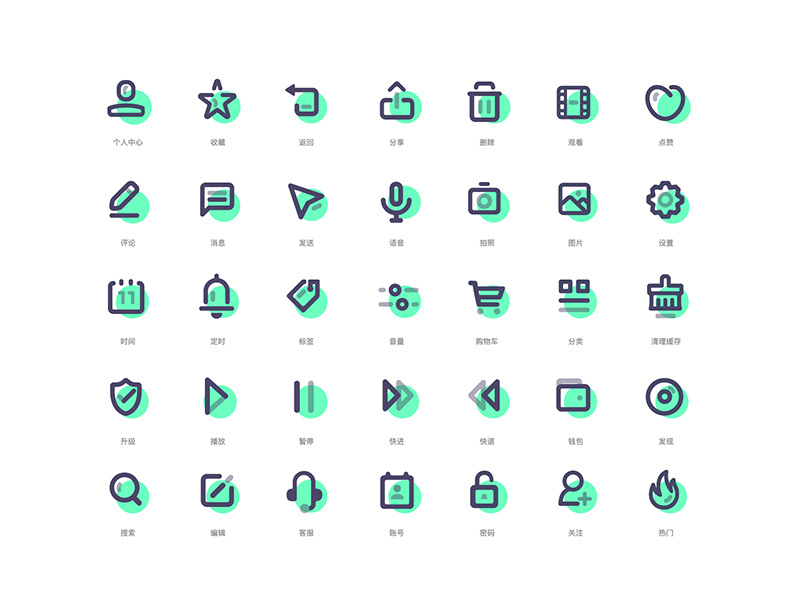 个人中心
收藏
返回
分享
删除
观看
点赞
评论
消息
发送
语音
拍照
图片
设置
11
时间
定时
标签
音量
购物车
分类
清理缓存
升级
播放
暂停
快进
快退
钱包
发现
搜索
编辑
客服
账号
密码
关注
热门